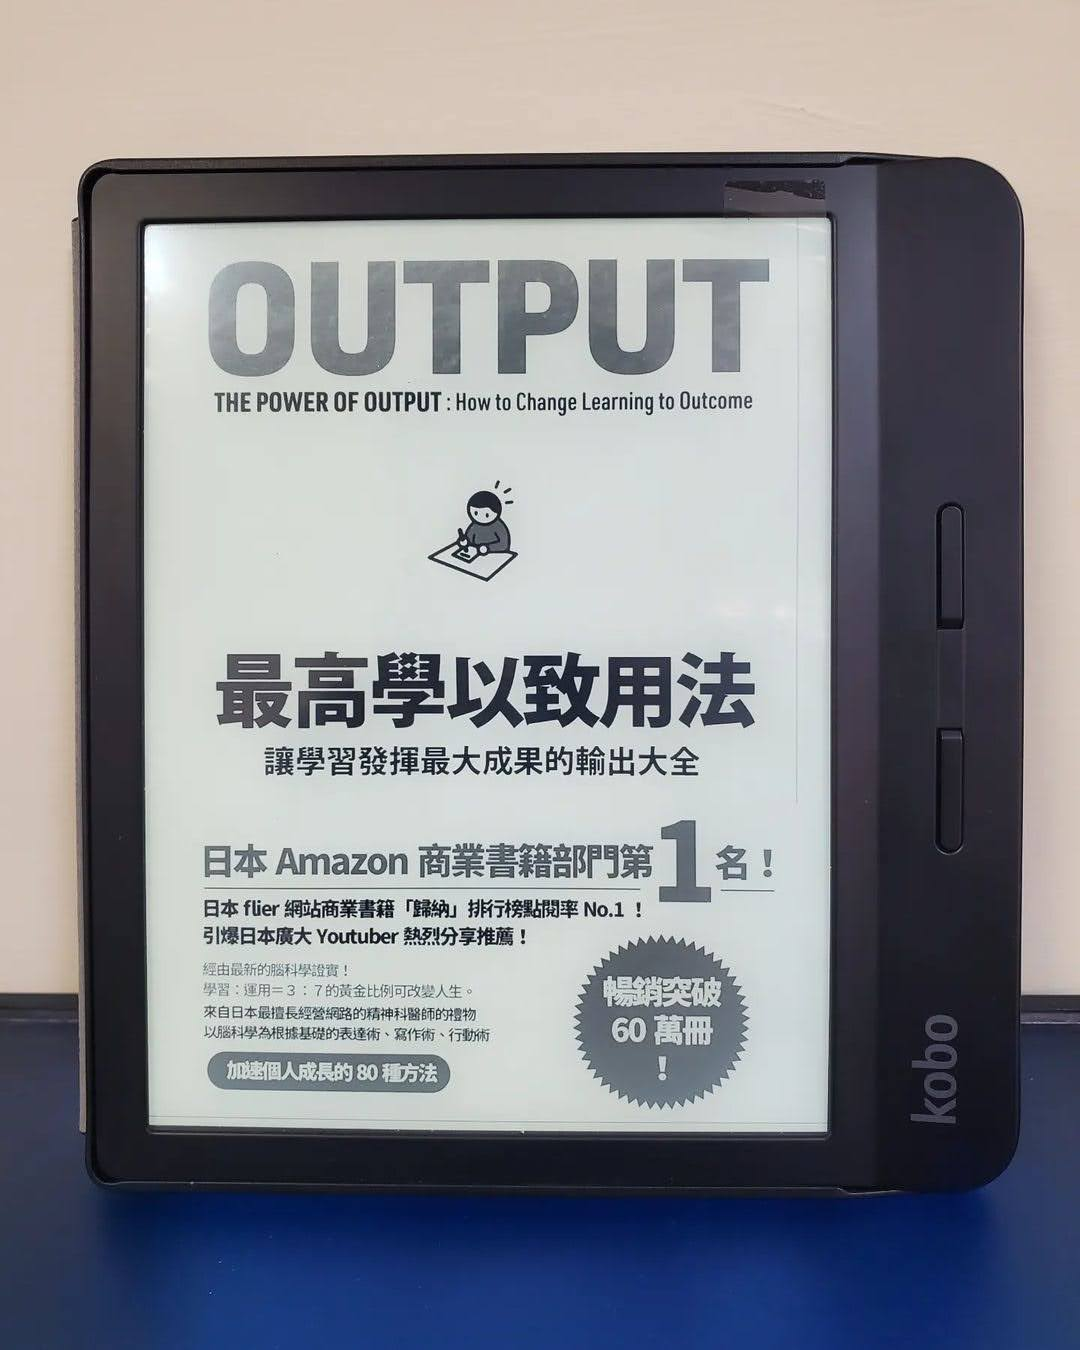 OUTPUT
THE POWER OF OUTPUT : How to Change Learning to Outcome
最高學以致用法
讓學習發揮最大成果的輸出大全
日本 Amazon 商業書籍部門第1名！
日本 flier 網站商業書籍「歸納」排行榜點閱率 No.1 ！
引爆日本廣大 Youtuber 熱烈分享推薦！
經由最新的腦科學證實！
學習：運用＝3：7的黃金比例可改變人生。
來自日本最擅長經營網路的精神科醫師的禮物
以腦科學為根據基礎的表達術、寫作術、行動術
加速個人成長的 80 種方法
暢銷突破
60 萬冊
！
kobo